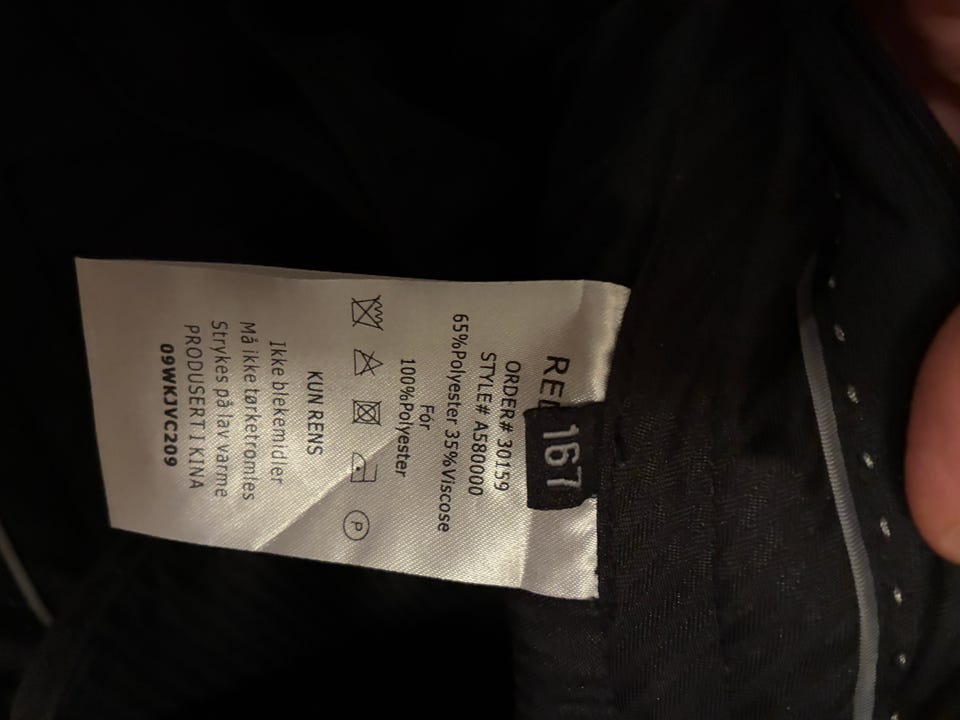 167
ORDER# 30159
STYLE# A580000
65%Polyester 35%Viscose
Fór
100%Polyester
P
KUN RENS
Ikke blekemidler
Må ikke tørketromles
Strykes på lav varme
PRODUSERT I KINA
09WKJVC209